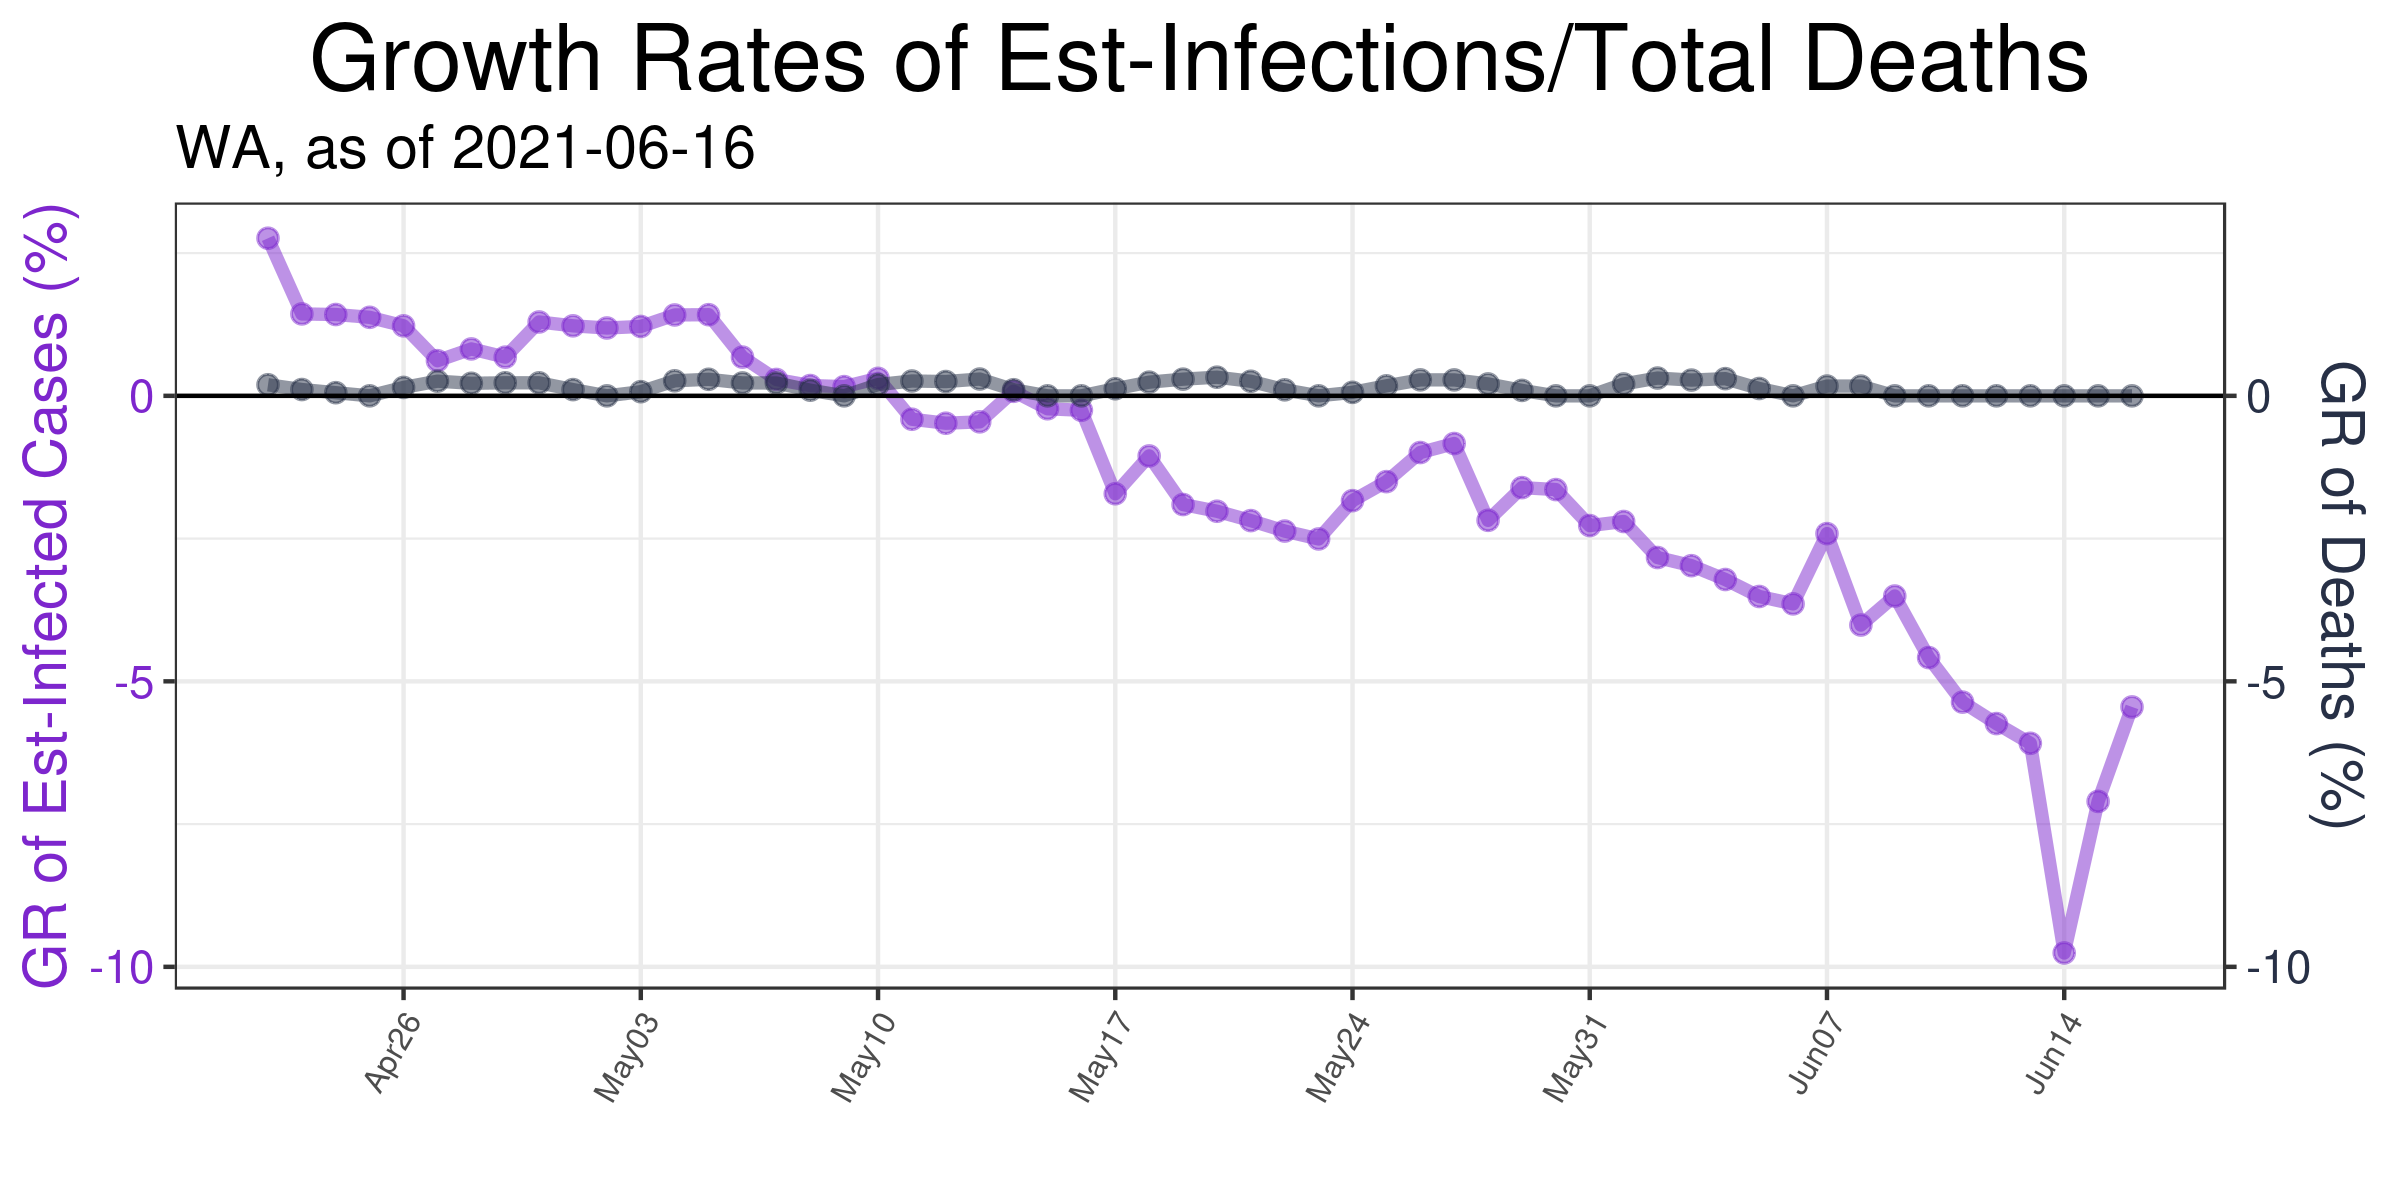 Growth Rates of Est-Infections/Total Deaths
WA, as of 2021-06-16
GR of Est-Infected Cases (%)
0
-5
-10
0
-5
-10
GR of Deaths (%)
Apr26
May03
May10
May17
May24
May31
Jun07
Jun14